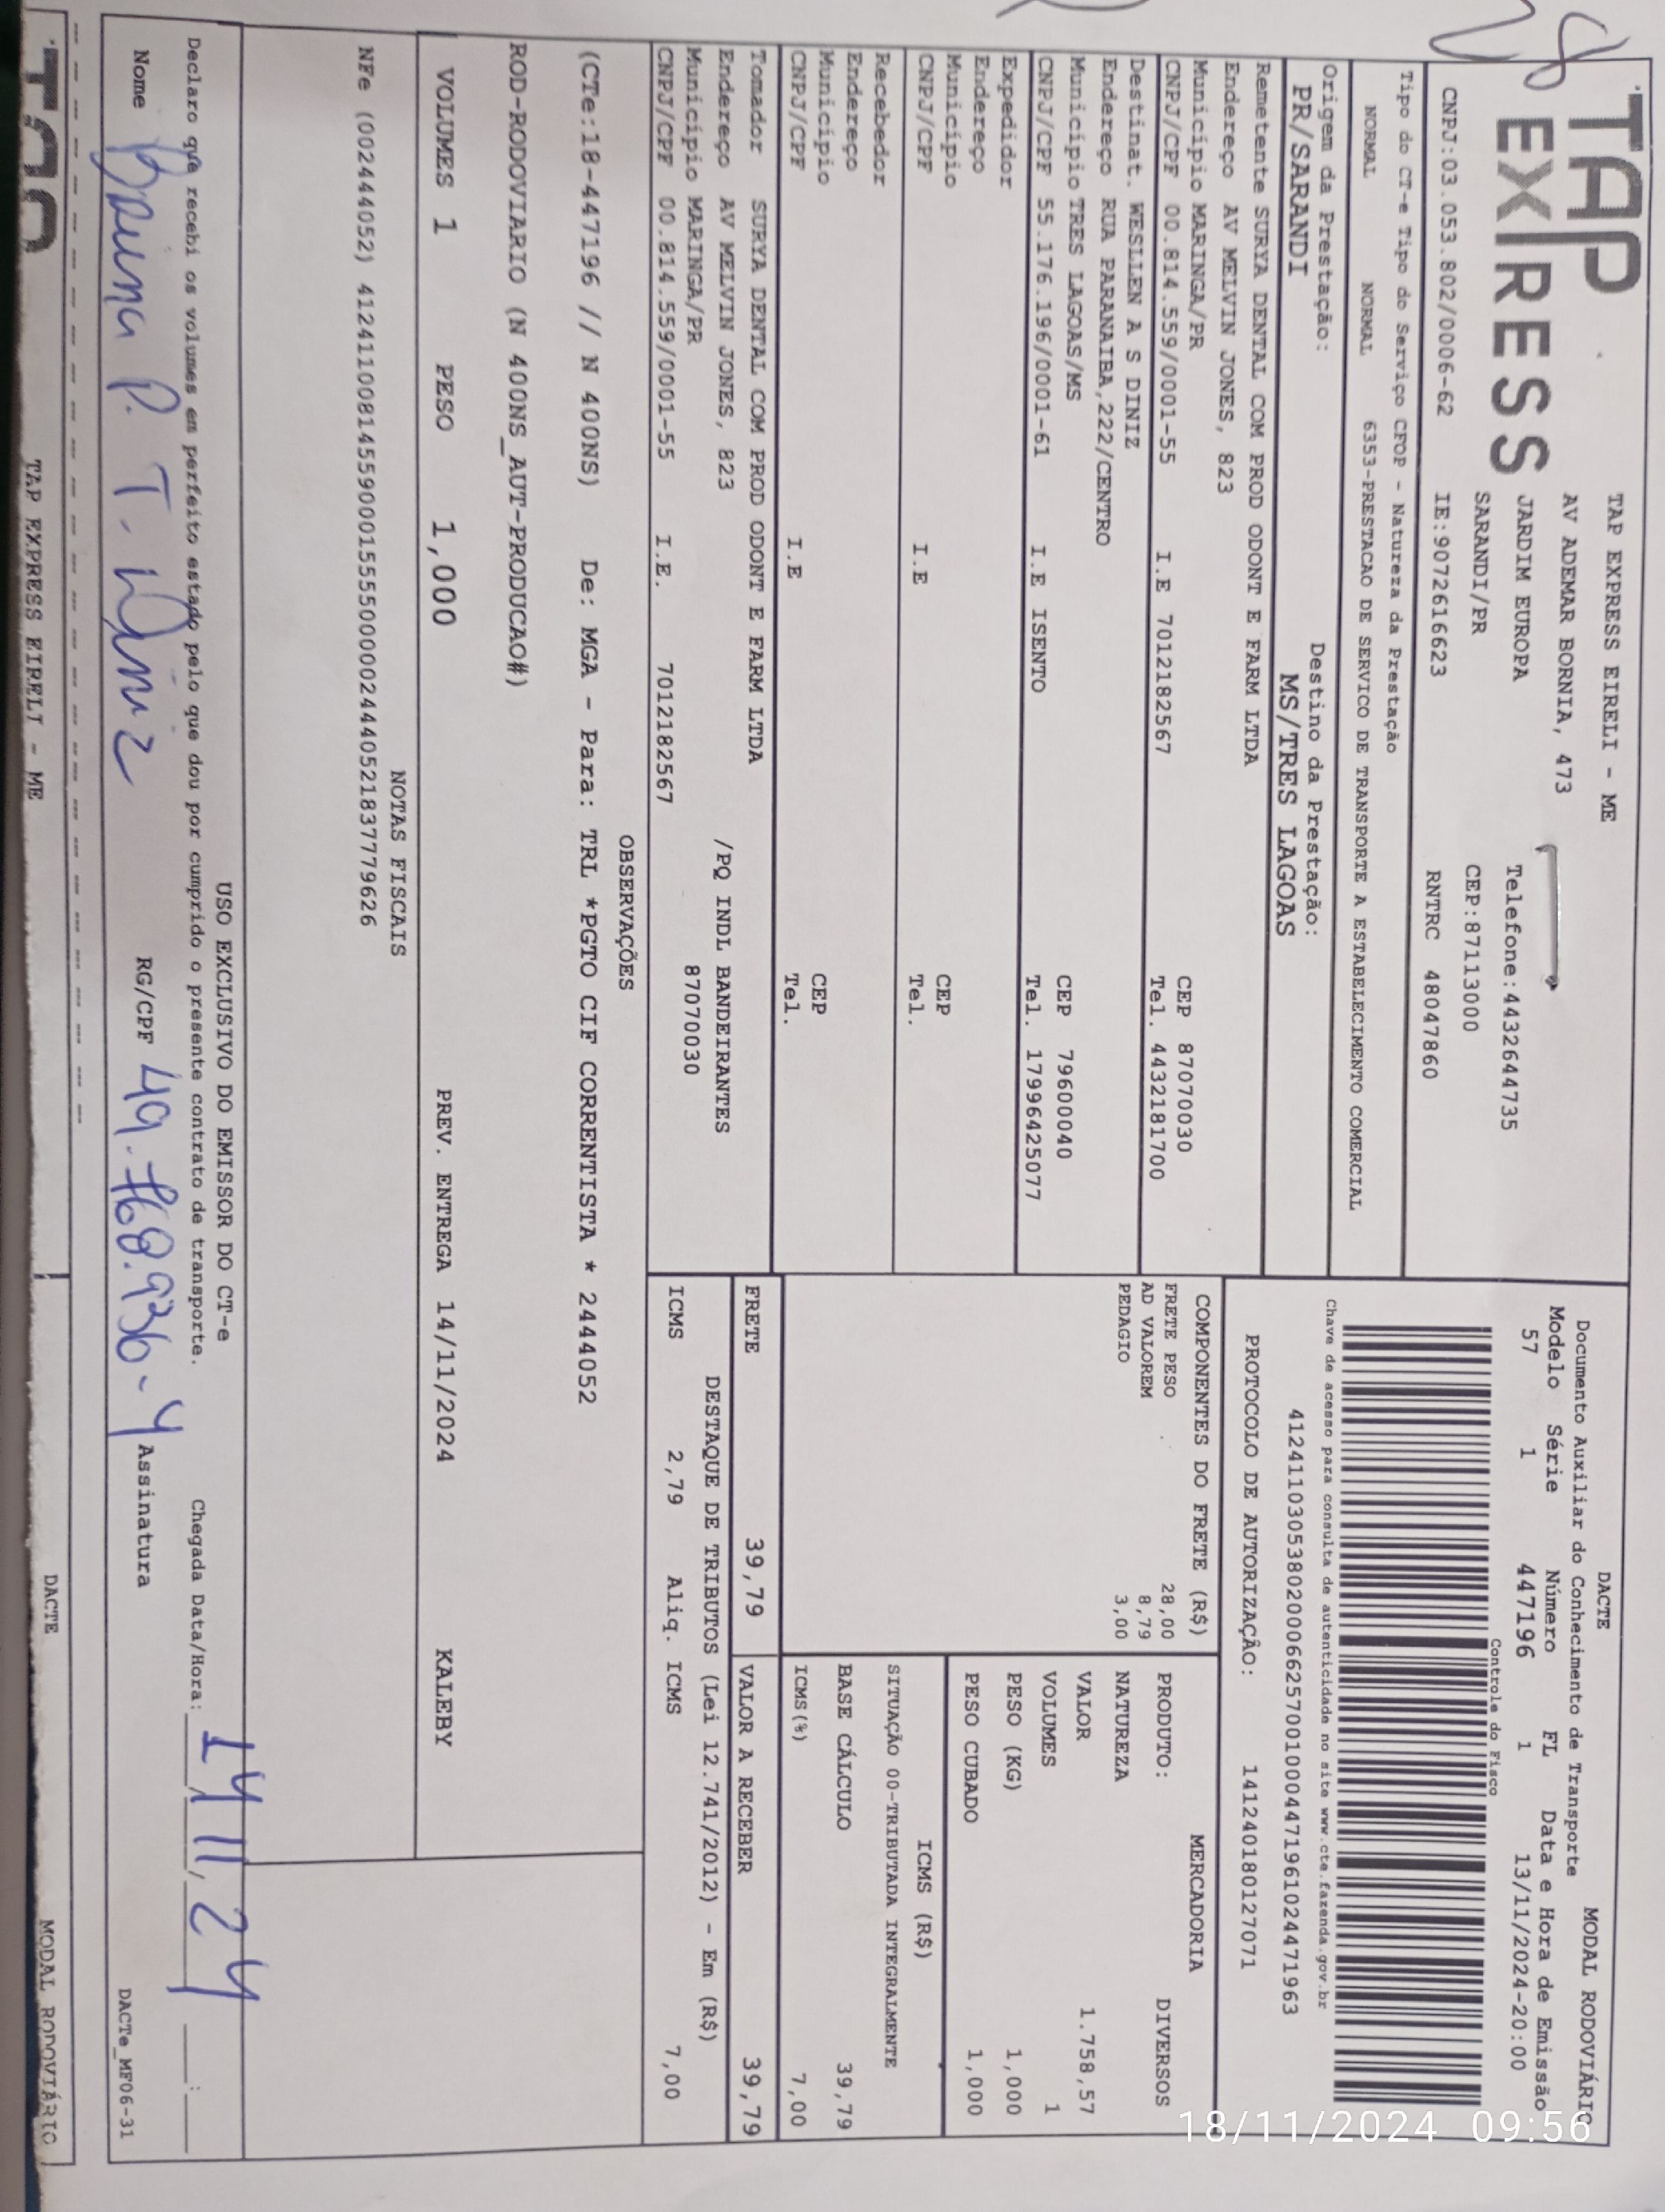 TAP EXPRESS
TAP EXPRESS EIRELI - ME
AV ADEMAR BORNIA, 473
JARDIM EUROPA Telefone:4432644735
SARANDI/PR CEP:87113000
CNPJ:03.053.802/0006-62 IE:9072616623 RNTRC 48047860
Tipo do CT-e Tipo do Serviço CFOP - Natureza da Prestação
NORMAL NORMAL 6353-PRESTACAO DE SERVICO DE TRANSPORTE A ESTABELECIMENTO COMERCIAL
Origem da Prestação: Destino da Prestação:
PR/SARANDI MS/TRES LAGOAS
DACTE MODAL RODOVIÁRIO
Documento Auxiliar do Conhecimento de Transporte
Modelo Série Número FL Data e Hora de Emissão
57 1 447196 1 13/11/2024-20:00
Controle do Fisco
Chave de acesso para consulta de autenticidade no site www.cte.fazenda.gov.br
41241103053802000662570010004471961024471963
PROTOCOLO DE AUTORIZAÇÃO: 141240180127071
Remetente SURYA DENTAL COM PROD ODONT E FARM LTDA
Endereço AV MELVIN JONES, 823
Município MARINGA/PR CEP 87070030
CNPJ/CPF 00.814.559/0001-55 I.E 7012182567 Tel. 4432181700
Destinat. WESLLEN A S DINIZ
Endereço RUA PARANAIBA,222/CENTRO
Município TRES LAGOAS/MS CEP 79600040
CNPJ/CPF 55.176.196/0001-61 I.E ISENTO Tel. 17996425077
Expedidor
Endereço
Município CEP
CNPJ/CPF I.E Tel.
Recebedor
Endereço
Município CEP
CNPJ/CPF I.E Tel.
Tomador SURYA DENTAL COM PROD ODONT E FARM LTDA
Endereço AV MELVIN JONES, 823 /PQ INDL BANDEIRANTES
Município MARINGA/PR 87070030
CNPJ/CPF 00.814.559/0001-55 I.E. 7012182567
COMPONENTES DO FRETE (R$)
FRETE PESO 28,00
AD VALOREM 8,79
PEDAGIO 3,00
MERCADORIA
PRODUTO: DIVERSOS
NATUREZA
VALOR 1.758,57
VOLUMES 1
PESO (KG) 1,000
PESO CUBADO 1,000
ICMS (R$)
SITUAÇÃO 00-TRIBUTADA INTEGRALMENTE
BASE CÁLCULO 39,79
ICMS(%) 7,00
FRETE 39,79 VALOR A RECEBER 39,79
DESTAQUE DE TRIBUTOS (Lei 12.741/2012) - Em (R$)
ICMS 2,79 Aliq. ICMS 7,00
OBSERVAÇÕES
(CTe:18-447196 // N 400NS) De: MGA - Para: TRL *PGTO CIF CORRENTISTA * 2444052
ROD-RODOVIARIO (N 400NS_AUT-PRODUCAO#)
VOLUMES 1 PESO 1,000 PREV. ENTREGA 14/11/2024 KALEBY
NOTAS FISCAIS
NFe (002444052) 41241100814559000155550000024440521837779626
USO EXCLUSIVO DO EMISSOR DO CT-e
Declaro que recebi os volumes em perfeito estado pelo que dou por cumprido o presente contrato de transporte. Chegada Data/Hora: 14/11/24 __:__
Nome Bruna P. T. Diniz RG/CPF 49.768.936-4 Assinatura
DACTe_MF06-31
TAP TAP EXPRESS EIRELI - ME DACTE MODAL RODOVIÁRIO
18/11/2024 09:56